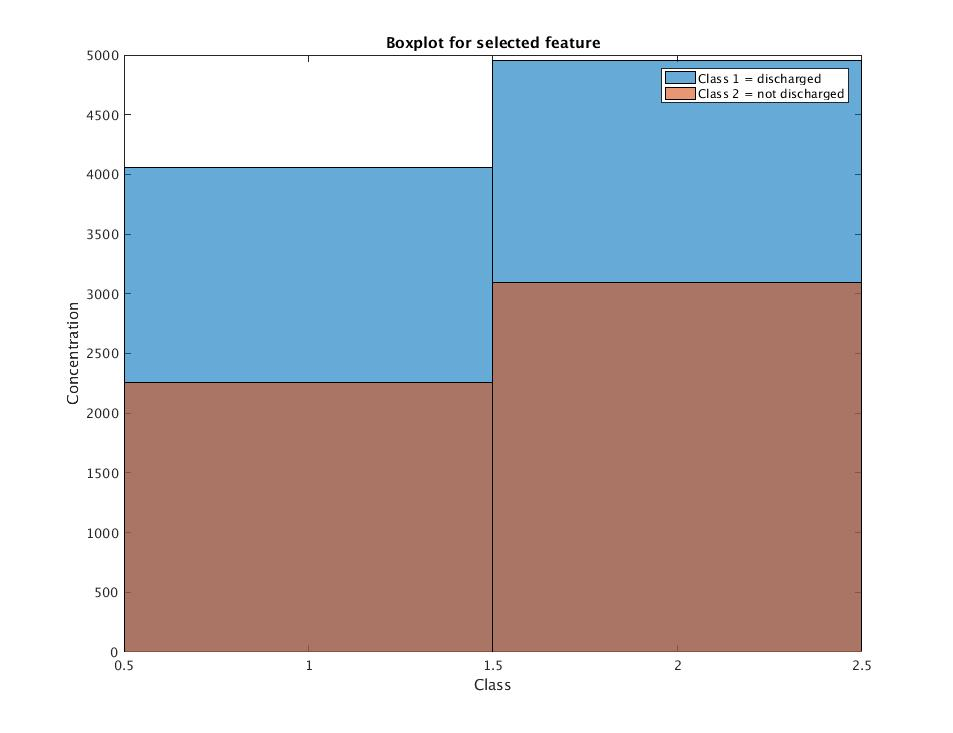 Boxplot for selected feature
5000
4500
4000
3500
3000
2500
2000
1500
1000
500
0
Concentration
Class 1 = discharged
Class 2 = not discharged
0.5 1 1.5 2 2.5
Class